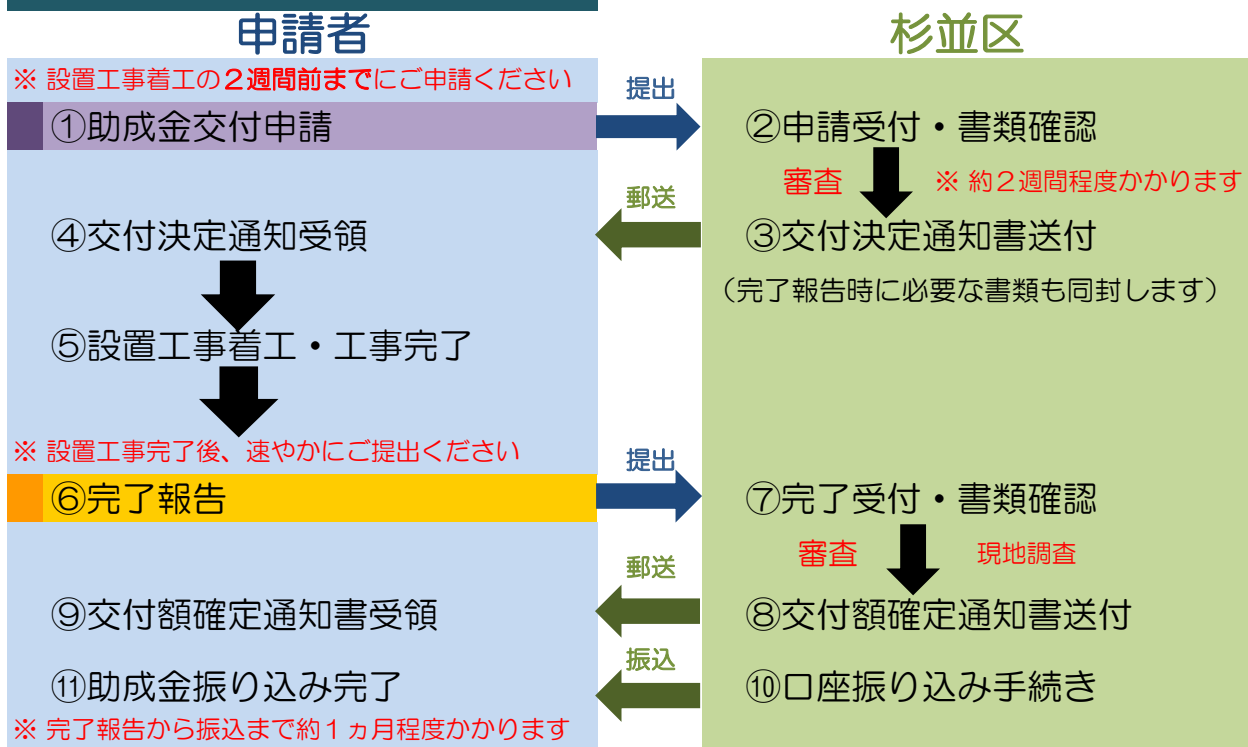 申請者
杉並区
※ 設置工事着工の２週間前までにご申請ください
提出
①助成金交付申請
②申請受付・書類確認
審査
※ 約２週間程度かかります
郵送
④交付決定通知受領
③交付決定通知書送付
（完了報告時に必要な書類も同封します）
⑤設置工事着工・工事完了
※ 設置工事完了後、速やかにご提出ください
提出
⑥完了報告
⑦完了受付・書類確認
審査
現地調査
郵送
⑨交付額確定通知書受領
⑧交付額確定通知書送付
振込
⑪助成金振り込み完了
⑩口座振り込み手続き
※ 完了報告から振込まで約１ヵ月程度かかります